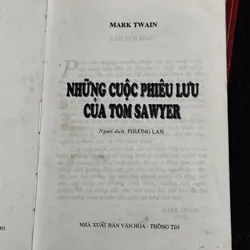 MARK TWAIN
NHỮNG CUỘC PHIÊU LƯU
CỦA TOM SAWYER
Người dịch: PHƯƠNG LAN
NHÀ XUẤT BẢN VĂN HÓA - THÔNG TIN